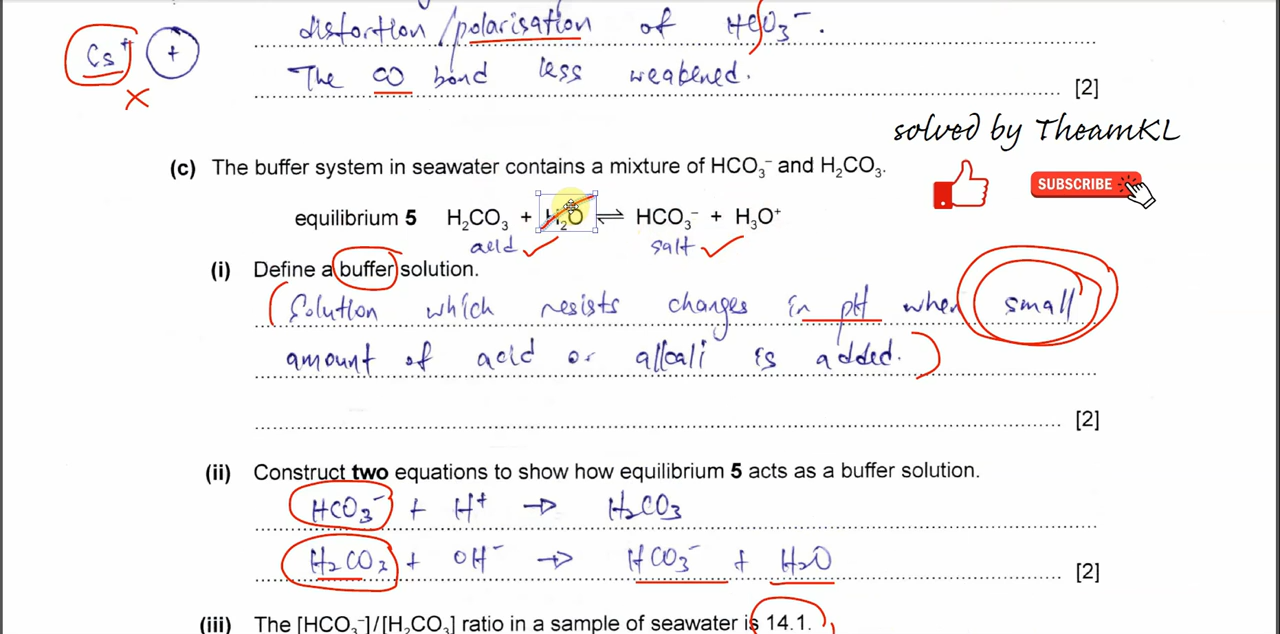 distortion / polarisation of HCO₃⁻.
Cs⁺ +
The CO bond less weakened.
[2]
×
solved by TheamKL
(c) The buffer system in seawater contains a mixture of HCO₃⁻ and H₂CO₃.
SUBSCRIBE
equilibrium 5 H₂CO₃ + H₂O ⇌ HCO₃⁻ + H₃O⁺
acid ✓ salt ✓
(i) Define a buffer solution.
Solution which resists changes in pH when small
amount of acid or alkali is added.
[2]
(ii) Construct two equations to show how equilibrium 5 acts as a buffer solution.
HCO₃⁻ + H⁺ → H₂CO₃
H₂CO₃ + OH⁻ → HCO₃⁻ + H₂O
[2]
(iii) The [HCO₃⁻]/[H₂CO₃] ratio in a sample of seawater is 14.1.